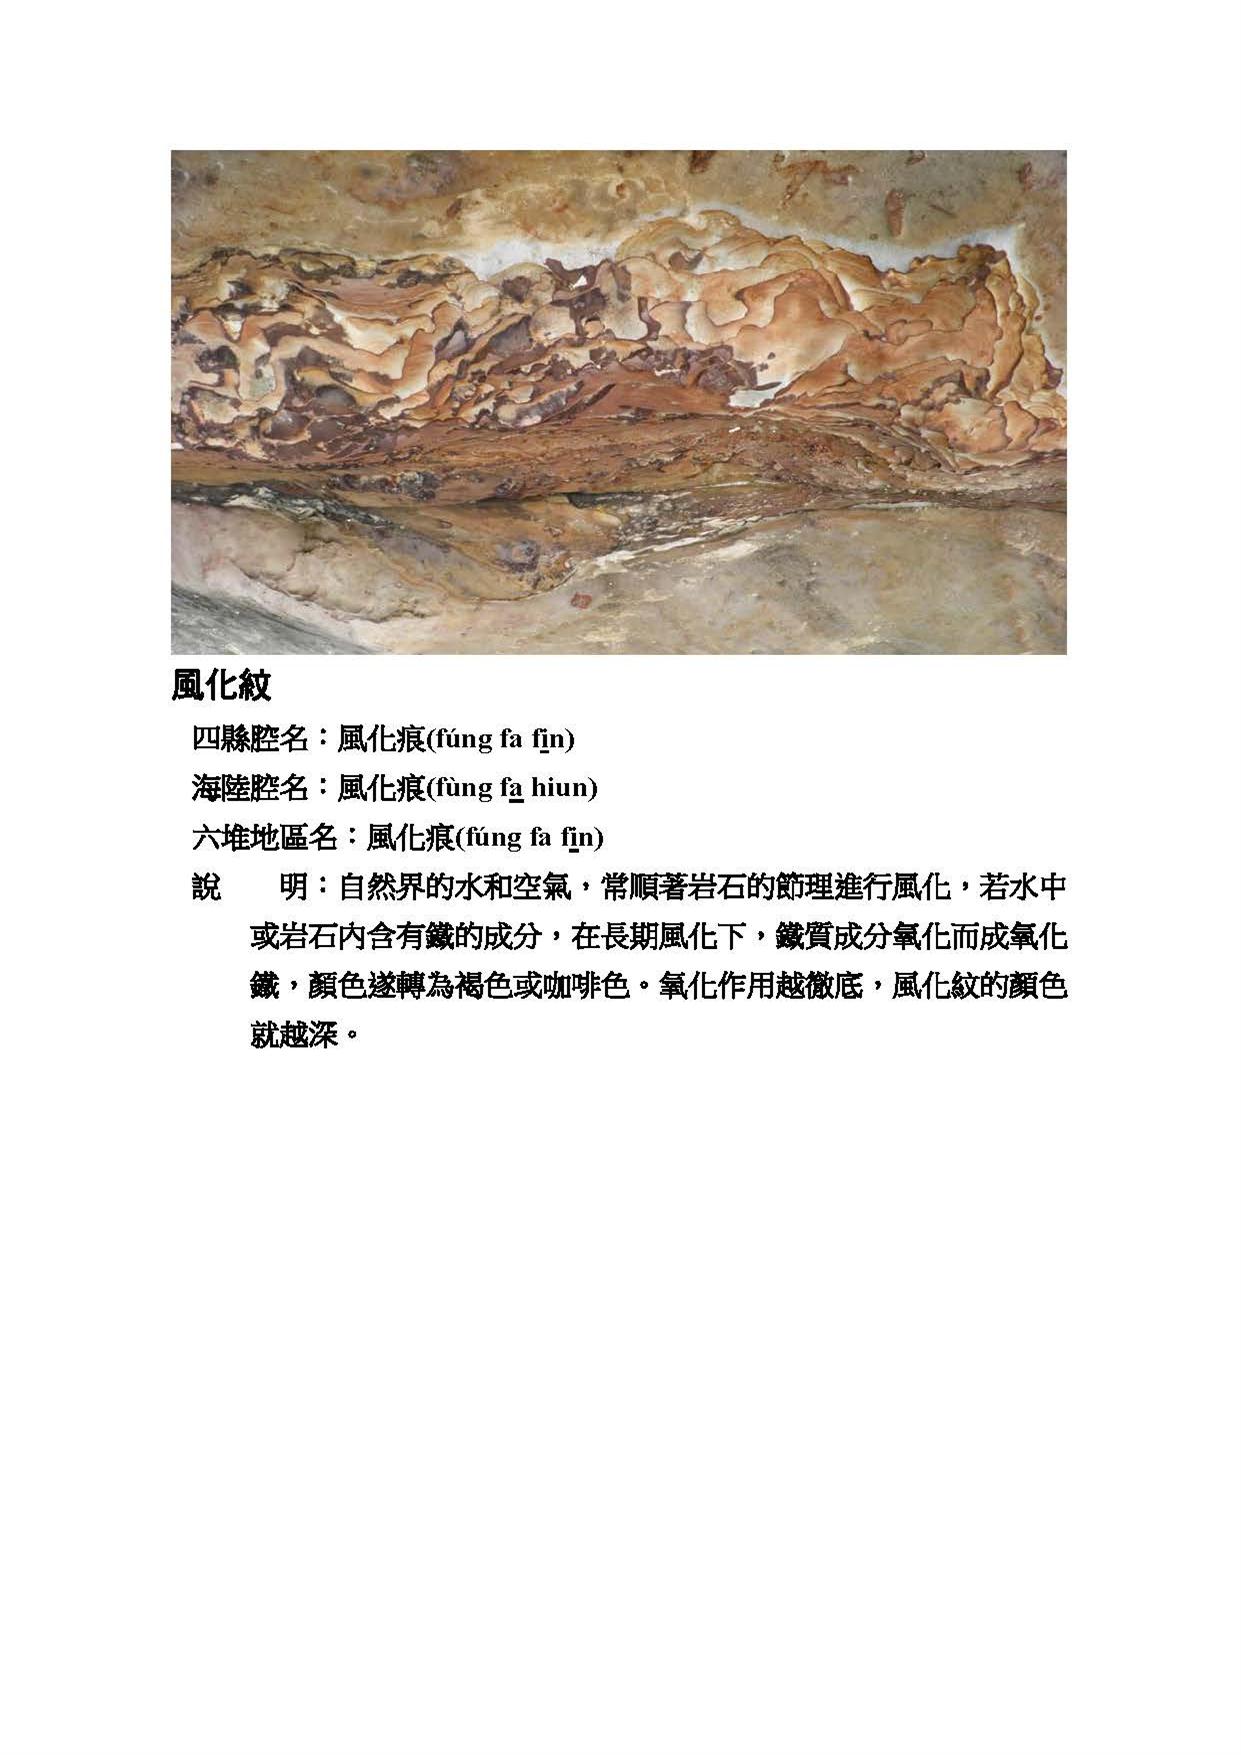 風化紋
四縣腔名：風化痕(fúng fa fi̲n)
海陸腔名：風化痕(fùng fa̲ hiun)
六堆地區名：風化痕(fúng fa fi̲n)
說　　明：自然界的水和空氣，常順著岩石的節理進行風化，若水中
或岩石內含有鐵的成分，在長期風化下，鐵質成分氧化而成氧化
鐵，顏色遂轉為褐色或咖啡色。氧化作用越徹底，風化紋的顏色
就越深。